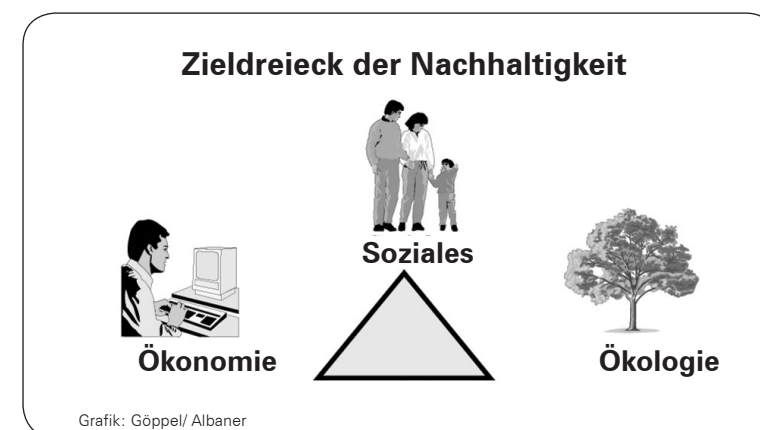 Zieldreieck der Nachhaltigkeit
Soziales
Ökonomie
Ökologie
Grafik: Göppel/ Albaner